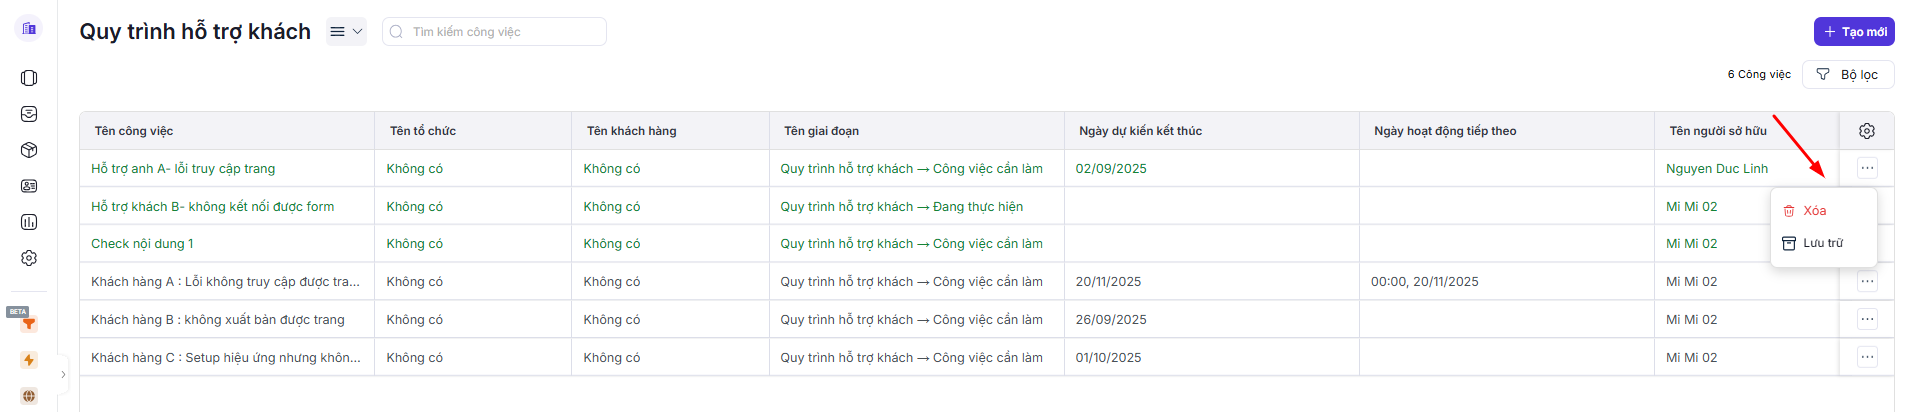 Quy trình hỗ trợ khách
Tìm kiếm công việc
Tạo mới
6 Công việc
Bộ lọc
Tên công việc Tên tổ chức Tên khách hàng Tên giai đoạn Ngày dự kiến kết thúc Ngày hoạt động tiếp theo Tên người sở hữu
Hỗ trợ anh A- lỗi truy cập trang Không có Không có Quy trình hỗ trợ khách → Công việc cần làm 02/09/2025 Nguyen Duc Linh
Hỗ trợ khách B- không kết nối được form Không có Không có Quy trình hỗ trợ khách → Đang thực hiện Mi Mi 02
Xóa
Check nội dung 1 Không có Không có Quy trình hỗ trợ khách → Công việc cần làm Mi Mi 02
Lưu trữ
Khách hàng A : Lỗi không truy cập được tra... Không có Không có Quy trình hỗ trợ khách → Công việc cần làm 20/11/2025 00:00, 20/11/2025 Mi Mi 02
BETA
Khách hàng B : không xuất bản được trang Không có Không có Quy trình hỗ trợ khách → Công việc cần làm 26/09/2025 Mi Mi 02
Khách hàng C : Setup hiệu ứng nhưng khôn... Không có Không có Quy trình hỗ trợ khách → Công việc cần làm 01/10/2025 Mi Mi 02